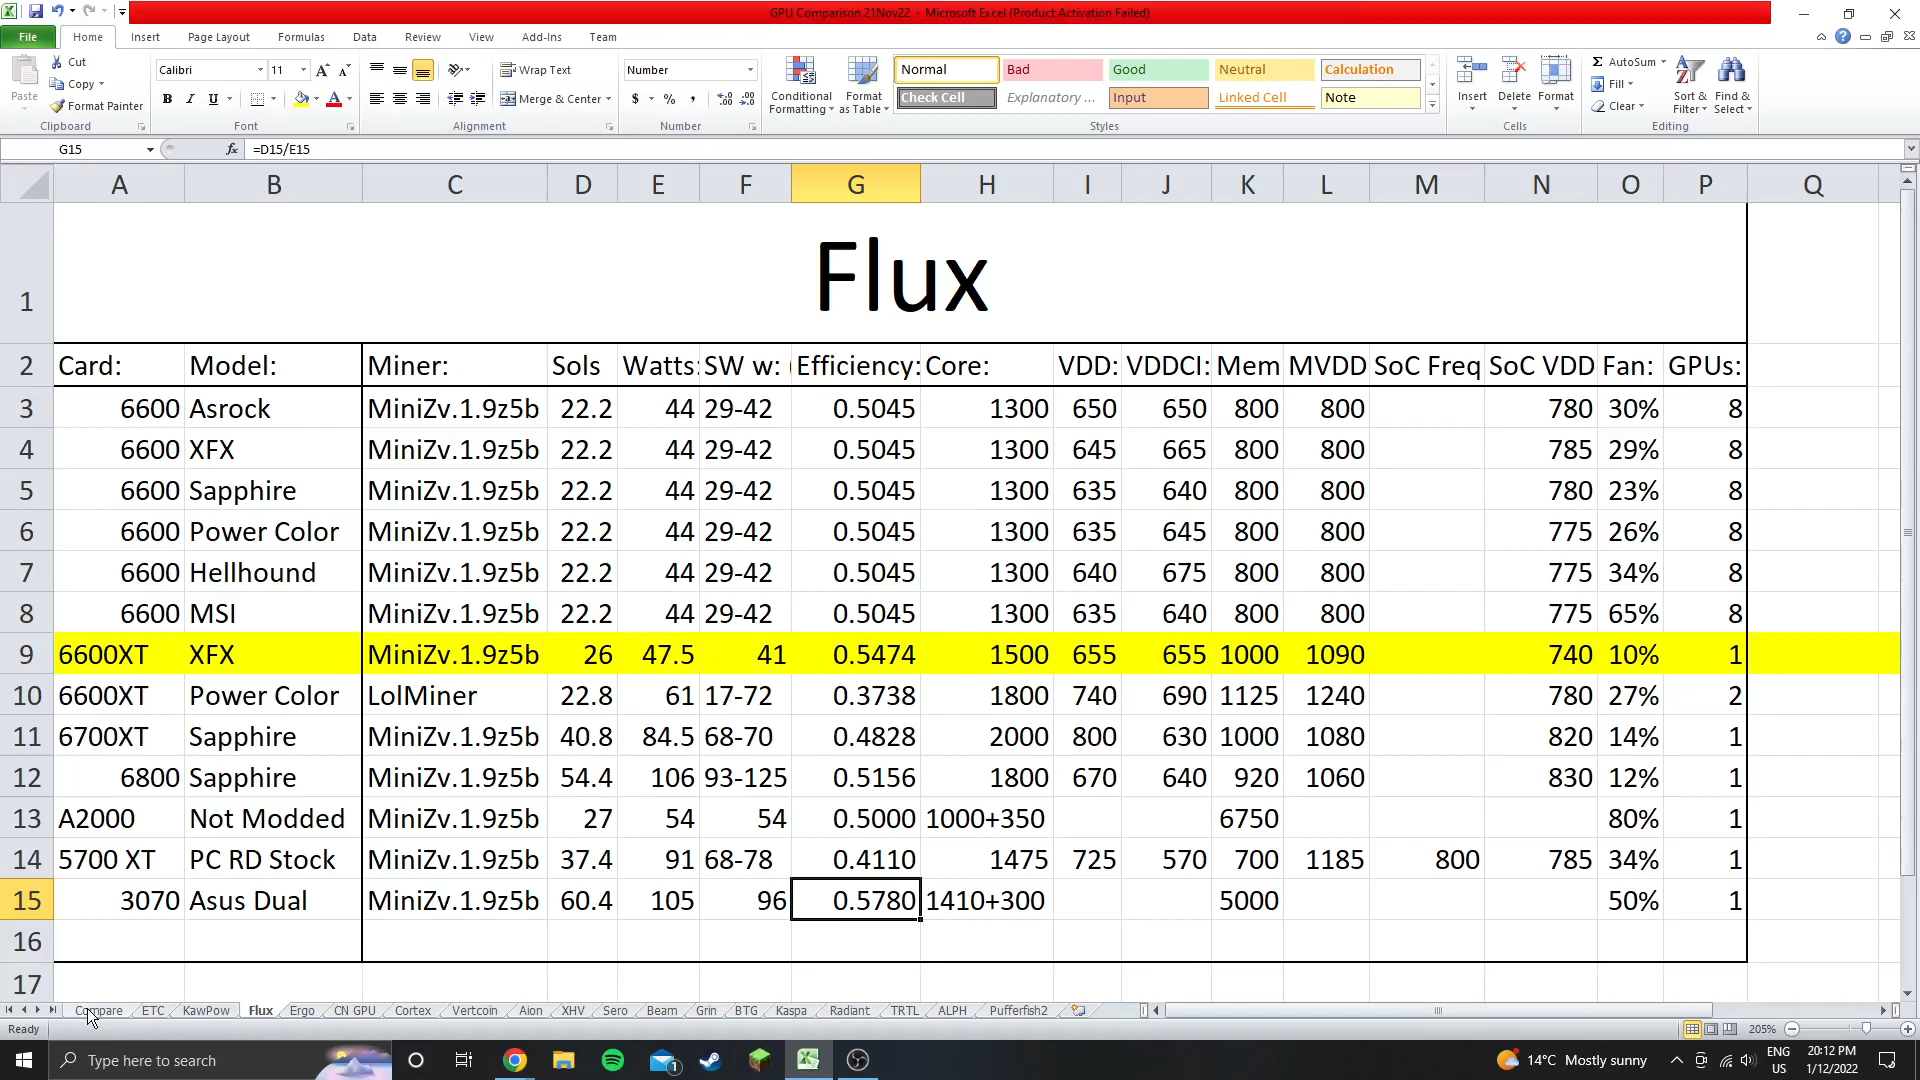 GPU Comparison 21Nov22 - Microsoft Excel (Product Activation Failed)
File Home Insert Page Layout Formulas Data Review View Add-Ins Team
Paste Cut Copy Format Painter Clipboard
Calibri 11 B I U Font
Wrap Text Merge & Center Alignment
Number $ % , Number
Conditional Formatting Format as Table
Normal Bad Good Neutral Calculation
Check Cell Explanatory ... Input Linked Cell Note
Styles
Insert Delete Format Cells
AutoSum Fill Clear Sort & Filter Find & Select Editing
G15 fx =D15/E15
A B C D E F G H I J K L M N O P Q
1 Flux
2 Card: Model: Miner: Sols Watts: SW w: ( Efficiency: Core: VDD: VDDCI: Mem MVDD SoC Freq SoC VDD Fan: GPUs:
3 6600 Asrock MiniZv.1.9z5b 22.2 44 29-42 0.5045 1300 650 650 800 800 780 30% 8
4 6600 XFX MiniZv.1.9z5b 22.2 44 29-42 0.5045 1300 645 665 800 800 785 29% 8
5 6600 Sapphire MiniZv.1.9z5b 22.2 44 29-42 0.5045 1300 635 640 800 800 780 23% 8
6 6600 Power Color MiniZv.1.9z5b 22.2 44 29-42 0.5045 1300 635 645 800 800 775 26% 8
7 6600 Hellhound MiniZv.1.9z5b 22.2 44 29-42 0.5045 1300 640 675 800 800 775 34% 8
8 6600 MSI MiniZv.1.9z5b 22.2 44 29-42 0.5045 1300 635 640 800 800 775 65% 8
9 6600XT XFX MiniZv.1.9z5b 26 47.5 41 0.5474 1500 655 655 1000 1090 740 10% 1
10 6600XT Power Color LolMiner 22.8 61 17-72 0.3738 1800 740 690 1125 1240 780 27% 2
11 6700XT Sapphire MiniZv.1.9z5b 40.8 84.5 68-70 0.4828 2000 800 630 1000 1080 820 14% 1
12 6800 Sapphire MiniZv.1.9z5b 54.4 106 93-125 0.5156 1800 670 640 920 1060 830 12% 1
13 A2000 Not Modded MiniZv.1.9z5b 27 54 54 0.5000 1000+350 6750 80% 1
14 5700 XT PC RD Stock MiniZv.1.9z5b 37.4 91 68-78 0.4110 1475 725 570 700 1185 800 785 34% 1
15 3070 Asus Dual MiniZv.1.9z5b 60.4 105 96 0.5780 1410+300 5000 50% 1
16
17
Compare ETC KawPow Flux Ergo CN GPU Cortex Vertcoin Aion XHV Sero Beam Grin BTG Kaspa Radiant TRTL ALPH Pufferfish2
Ready 205%
Type here to search 1 14°C Mostly sunny ENG US 20:12 PM 1/12/2022